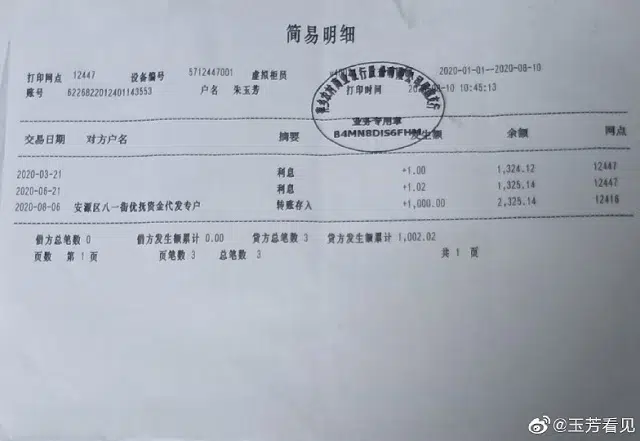 简易明细
打印网点 12447 设备编号 5712447001 虚拟柜员 2020-01-01--2020-08-10
账号 6226822012401143553 户名 朱玉芳 打印时间 08-10 10:45:13
业务专用章
B4MN8DIS6FHM
交易日期 对方户名 摘要 发生额 余额 网点
2020-03-21 利息 +1.00 1,324.12 12447
2020-06-21 利息 +1.02 1,325.14 12447
2020-08-06 安源区八一街优抚资金代发专户 转账存入 +1,000.00 2,325.14 12416
借方总笔数 0 借方发生额累计 0.00 贷方总笔数 3 贷方发生额累计 1,002.02
页数 第 1 页 页笔数 3 总笔数 3 共 1 页
@玉芳看见